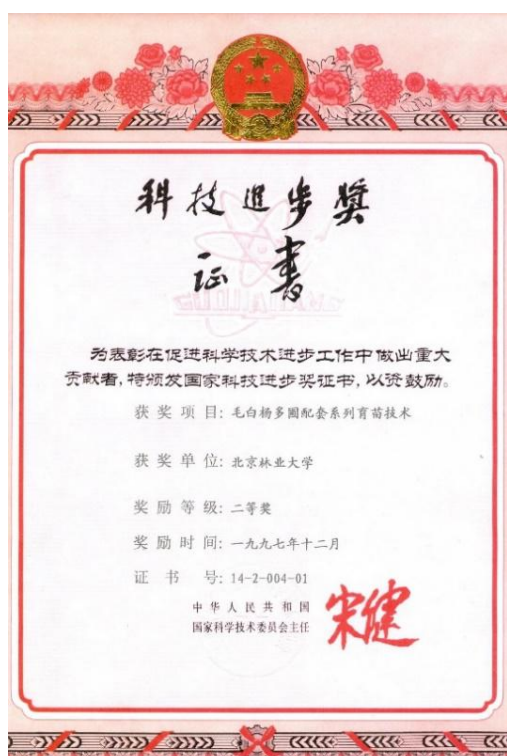 科技進步奖
证書
为表彰在促进科学技术进步工作中做出重大
贡献者,特颁发国家科技进步奖证书,以资鼓励。
获奖项目:毛白杨多圃配套系列育苗技术
获奖单位:北京林业大学
奖励等级:二等奖
奖励时间:一九九七年十二月
证书号:14-2-004-01
中华人民共和国
国家科学技术委员会主任
宋健